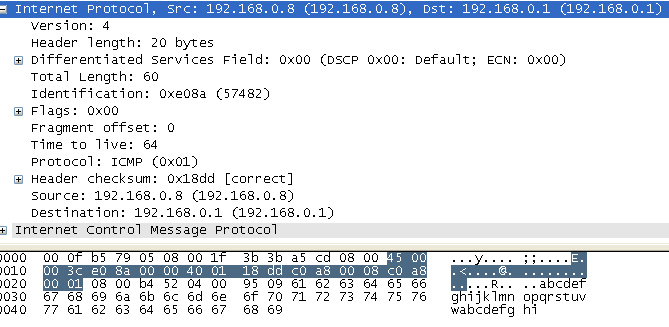 Internet Protocol, Src: 192.168.0.8 (192.168.0.8), Dst: 192.168.0.1 (192.168.0.1)
Version: 4
Header length: 20 bytes
Differentiated Services Field: 0x00 (DSCP 0x00: Default; ECN: 0x00)
Total Length: 60
Identification: 0xe08a (57482)
Flags: 0x00
Fragment offset: 0
Time to live: 64
Protocol: ICMP (0x01)
Header checksum: 0x18dd [correct]
Source: 192.168.0.8 (192.168.0.8)
Destination: 192.168.0.1 (192.168.0.1)
Internet Control Message Protocol
0000 00 0f b5 79 05 08 00 1f 3b 3b a5 cd 08 00 45 00 ...y.... ;;....E.
0010 00 3c e0 8a 00 00 40 01 18 dd c0 a8 00 08 c0 a8 .<....@. ........
0020 00 01 08 00 b4 52 04 00 95 09 61 62 63 64 65 66 .....R.. ..abcdef
0030 67 68 69 6a 6b 6c 6d 6e 6f 70 71 72 73 74 75 76 ghijklmn opqrstuv
0040 77 61 62 63 64 65 66 67 68 69 wabcdefg hi